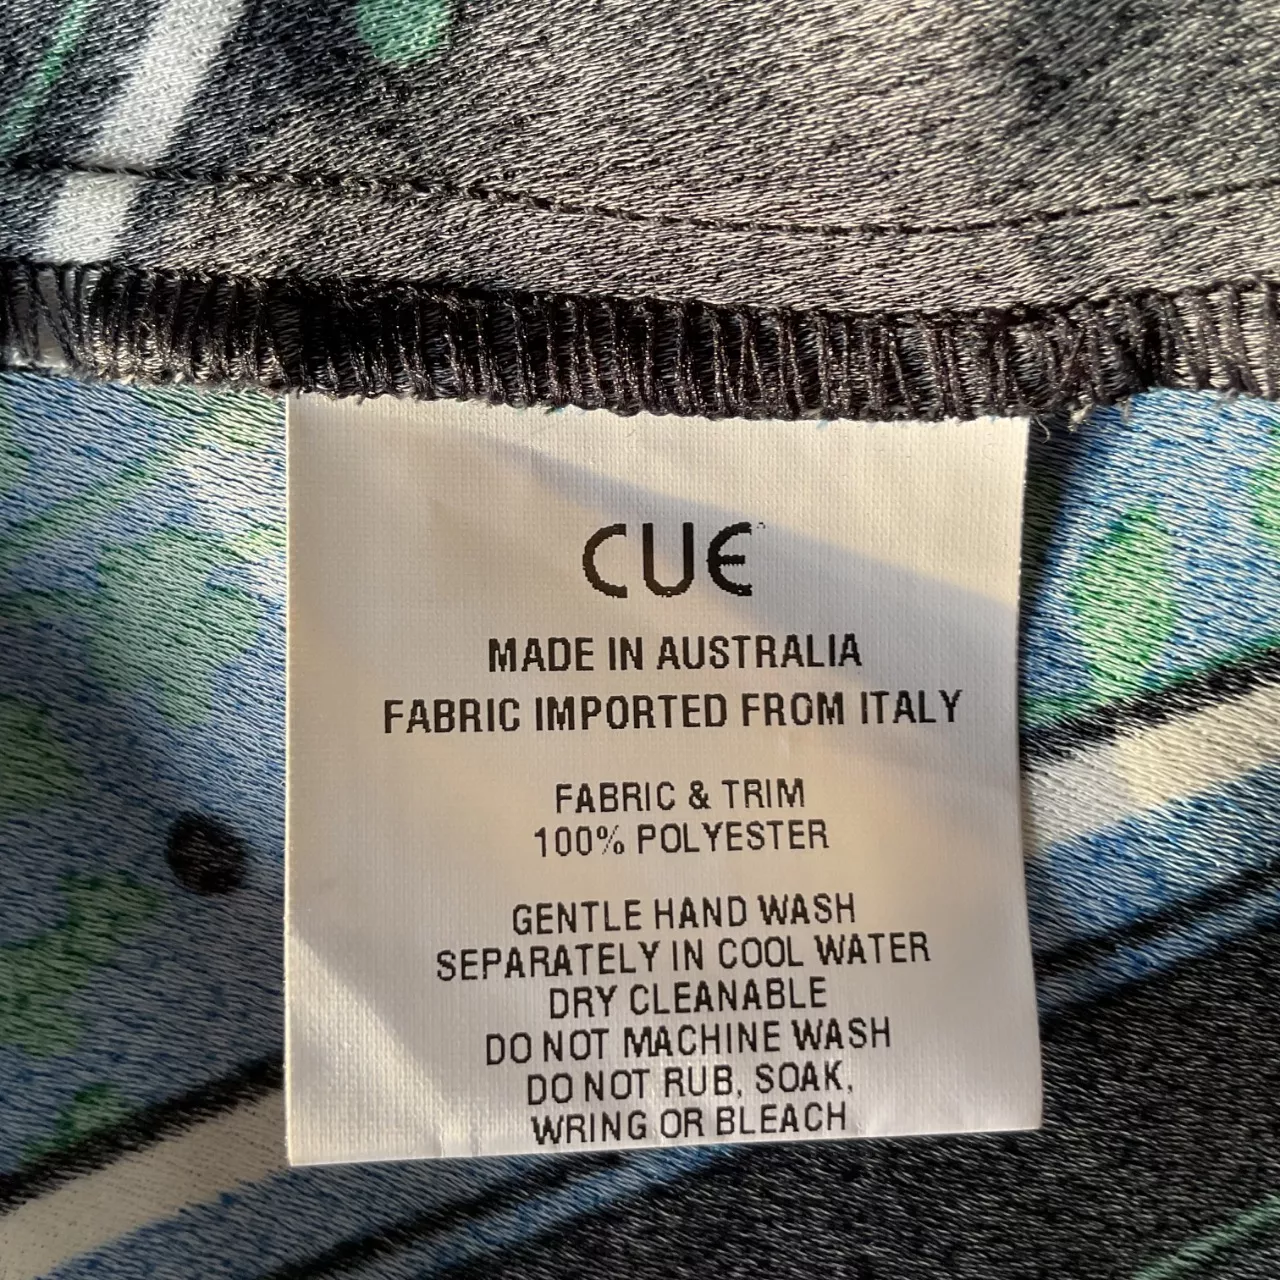 CUE
MADE IN AUSTRALIA
FABRIC IMPORTED FROM ITALY
FABRIC & TRIM
100% POLYESTER
GENTLE HAND WASH
SEPARATELY IN COOL WATER
DRY CLEANABLE
DO NOT MACHINE WASH
DO NOT RUB, SOAK,
WRING OR BLEACH